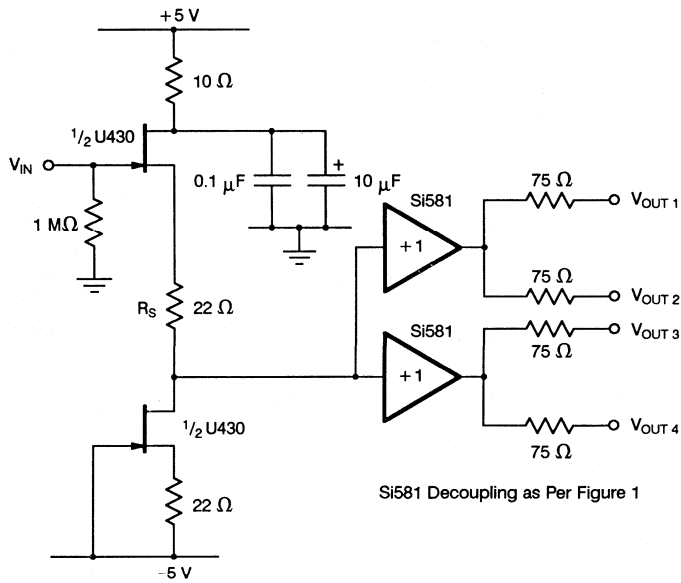 +5 V
10 Ω
1/2 U430
VIN
0.1 μF
+
10 μF
1 MΩ
Si581
+1
75 Ω
VOUT 1
75 Ω
VOUT 2
RS
22 Ω
Si581
+1
75 Ω
VOUT 3
75 Ω
VOUT 4
1/2 U430
22 Ω
Si581 Decoupling as Per Figure 1
-5 V